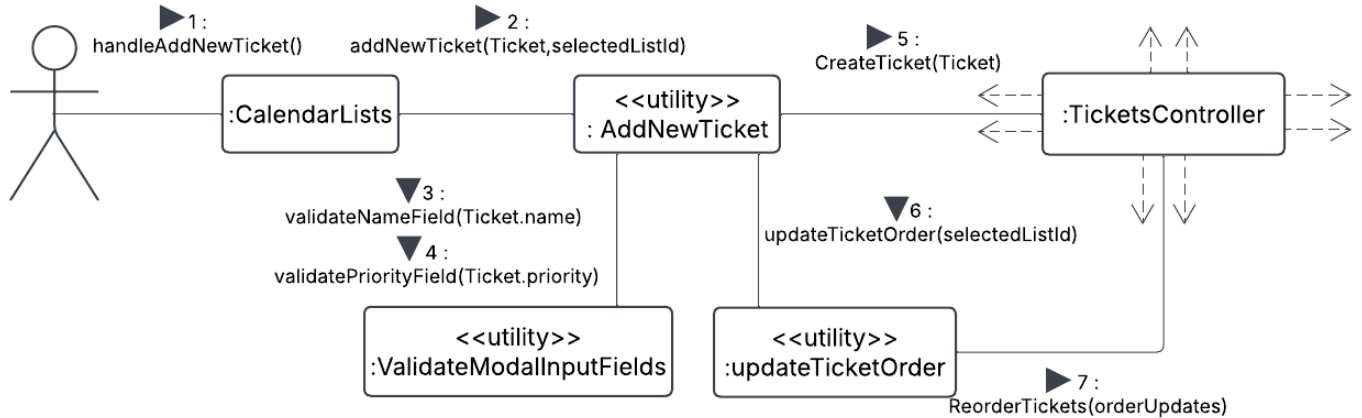 1 :
handleAddNewTicket()
2 :
addNewTicket(Ticket,selectedListId)
5 :
CreateTicket(Ticket)
:CalendarLists
<<utility>>
: AddNewTicket
:TicketsController
3 :
validateNameField(Ticket.name)
4 :
validatePriorityField(Ticket.priority)
6 :
updateTicketOrder(selectedListId)
<<utility>>
:ValidateModalInputFields
<<utility>>
:updateTicketOrder
7 :
ReorderTickets(orderUpdates)